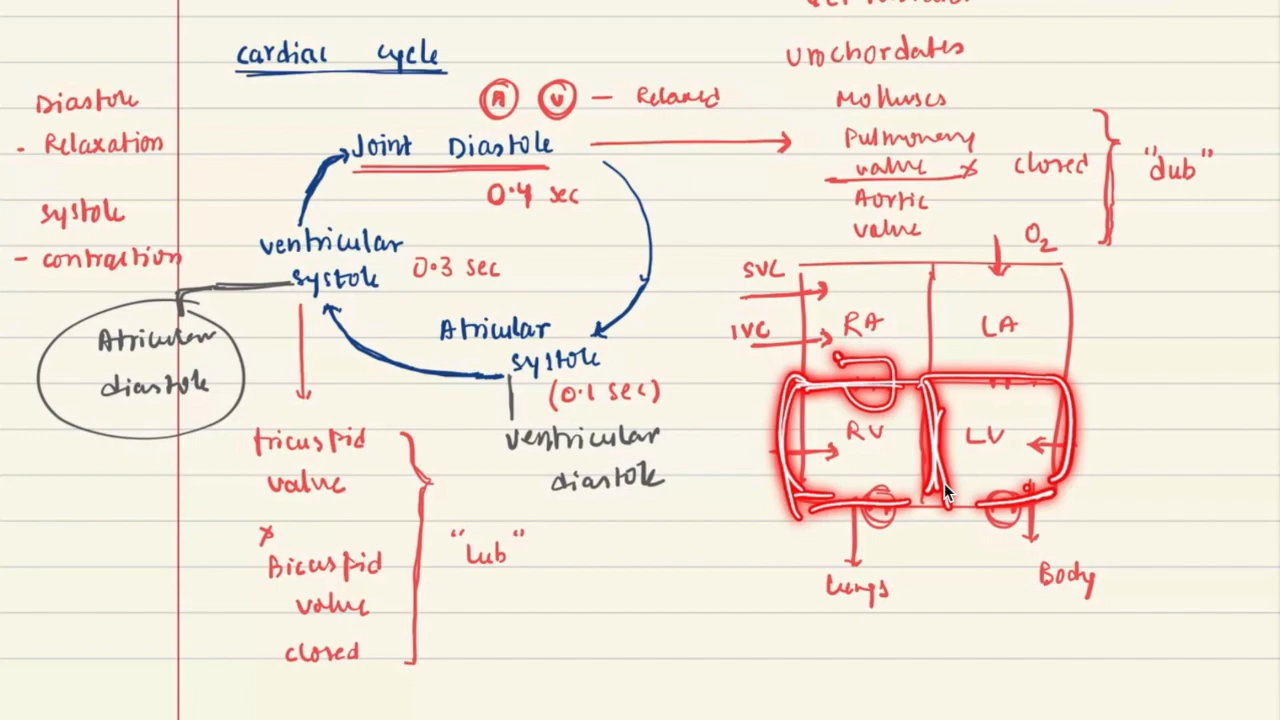 cardiac cycle
urochordates
Diastole
- Relaxation
systole
- contraction
A V - Relaxed
Joint Diastole
0.4 sec
Molluscs
Pulmonary
valve x
Aortic
valve
closed
"dub"
ventricular
systole
0.3 sec
Atricular
systole
(0.1 sec)
ventricular
diastole
Atricular
diastole
tricuspid
valve
x
Bicuspid
valve
closed
"Lub"
O2
SVC
IVC
RA
LA
RV
LV
Lungs
Body